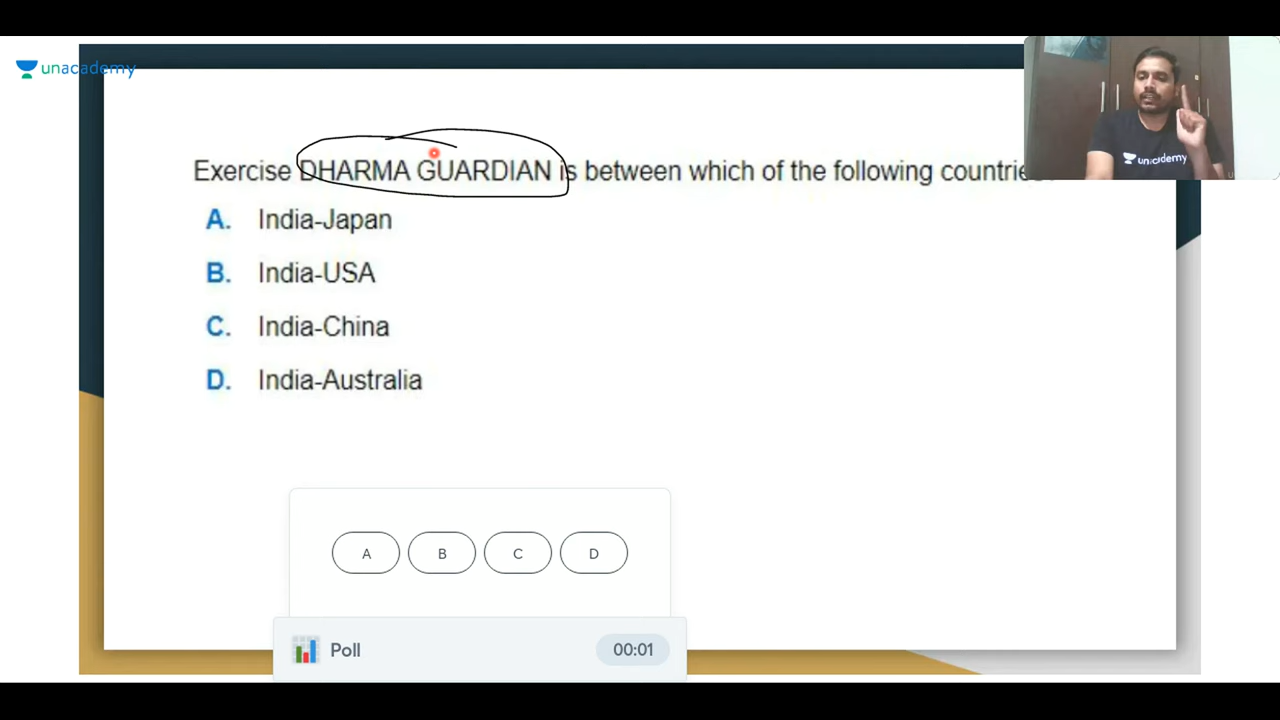 unacademy
Exercise DHARMA GUARDIAN is between which of the following countries
A. India-Japan
B. India-USA
C. India-China
D. India-Australia
unacademy
A B C D
Poll 00:01